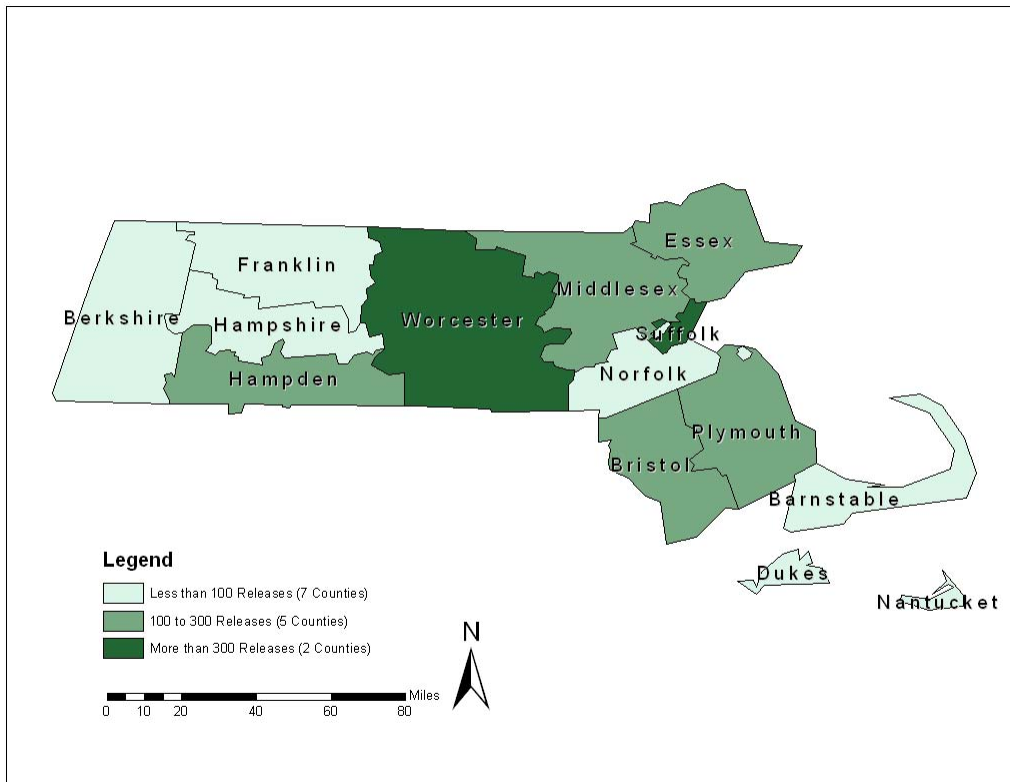 Essex
Franklin
Middlesex
Berkshire
Hampshire
Worcester
Suffolk
Hampden
Norfolk
Plymouth
Bristol
Barnstable
Dukes
Nantucket
Legend
Less than 100 Releases (7 Counties)
100 to 300 Releases (5 Counties)
More than 300 Releases (2 Counties)
N
Miles
0 10 20 40 60 80